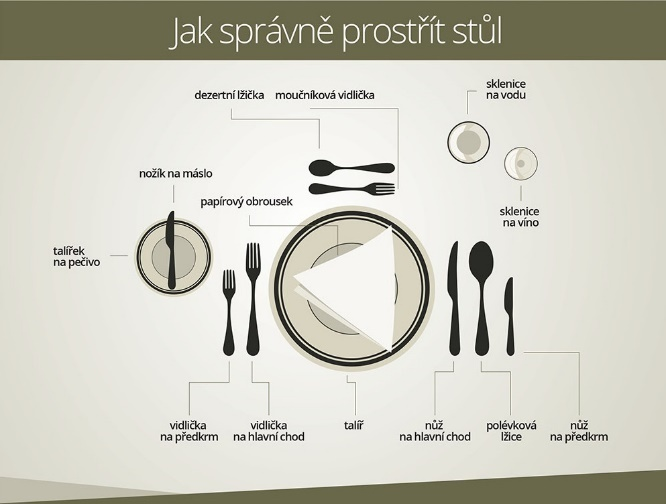 Jak správně prostřít stůl
dezertní lžička
moučníková vidlička
sklenice
na vodu
nožík na máslo
papírový obrousek
sklenice
na víno
talířek
na pečivo
vidlička
na předkrm
vidlička
na hlavní chod
talíř
nůž
na hlavní chod
polévková
lžíce
nůž
na předkrm